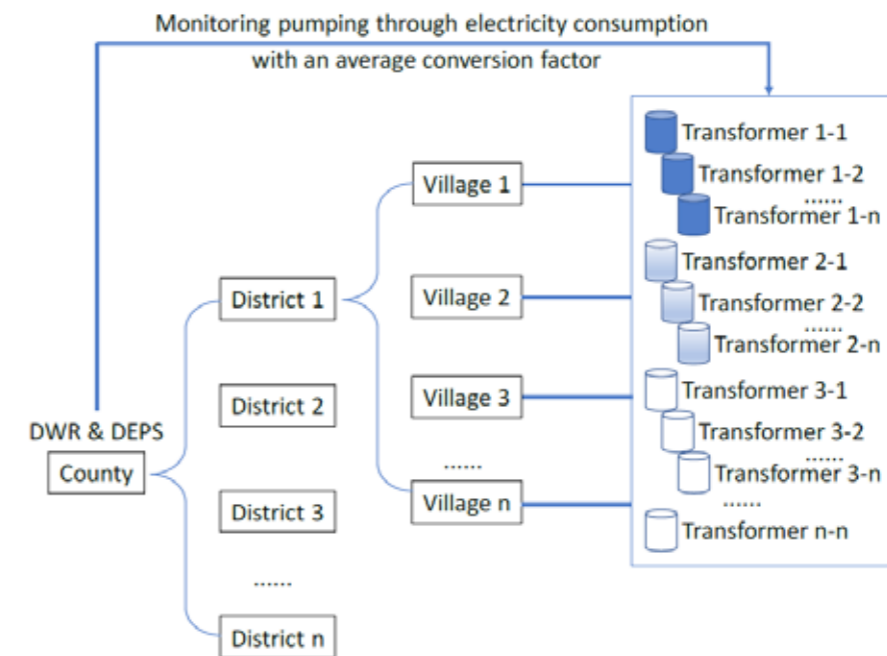 Monitoring pumping through electricity consumption
with an average conversion factor
DWR & DEPS
County
District 1
District 2
District 3
......
District n
Village 1
Village 2
Village 3
......
Village n
Transformer 1-1
Transformer 1-2
......
Transformer 1-n
Transformer 2-1
Transformer 2-2
......
Transformer 2-n
Transformer 3-1
Transformer 3-2
......
Transformer 3-n
......
Transformer n-n